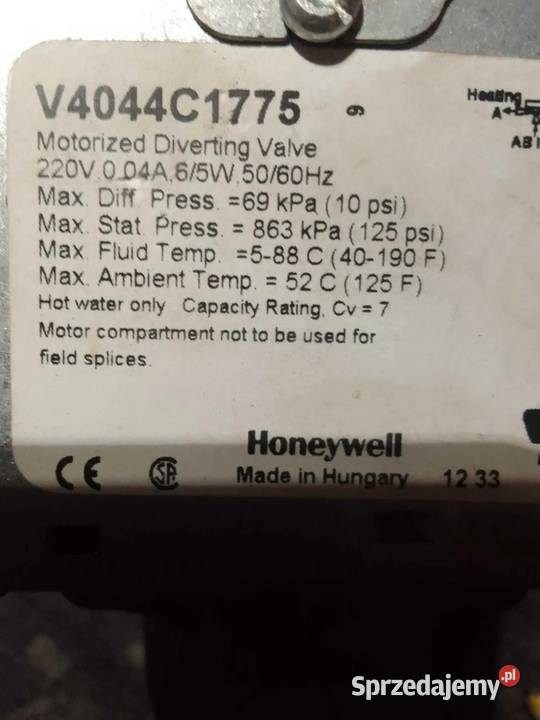 V4044C1775 6
Heating
A
AB
Motorized Diverting Valve
220V,0.04A,6/5W,50/60Hz
Max. Diff. Press. =69 kPa (10 psi)
Max. Stat. Press. = 863 kPa (125 psi)
Max. Fluid Temp. =5-88 C (40-190 F)
Max. Ambient Temp. = 52 C (125 F)
Hot water only Capacity Rating, Cv = 7
Motor compartment not to be used for
field splices.
Honeywell
CE SA Made in Hungary 12 33
Sprzedajemy.pl